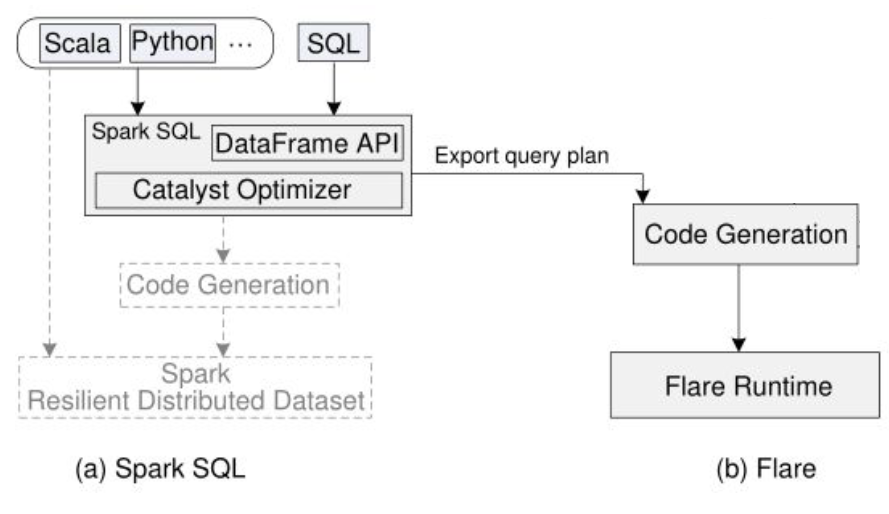 Scala Python ... SQL
Spark SQL
DataFrame API
Catalyst Optimizer
Export query plan
Code Generation
Code Generation
Spark
Resilient Distributed Dataset
Flare Runtime
(a) Spark SQL
(b) Flare